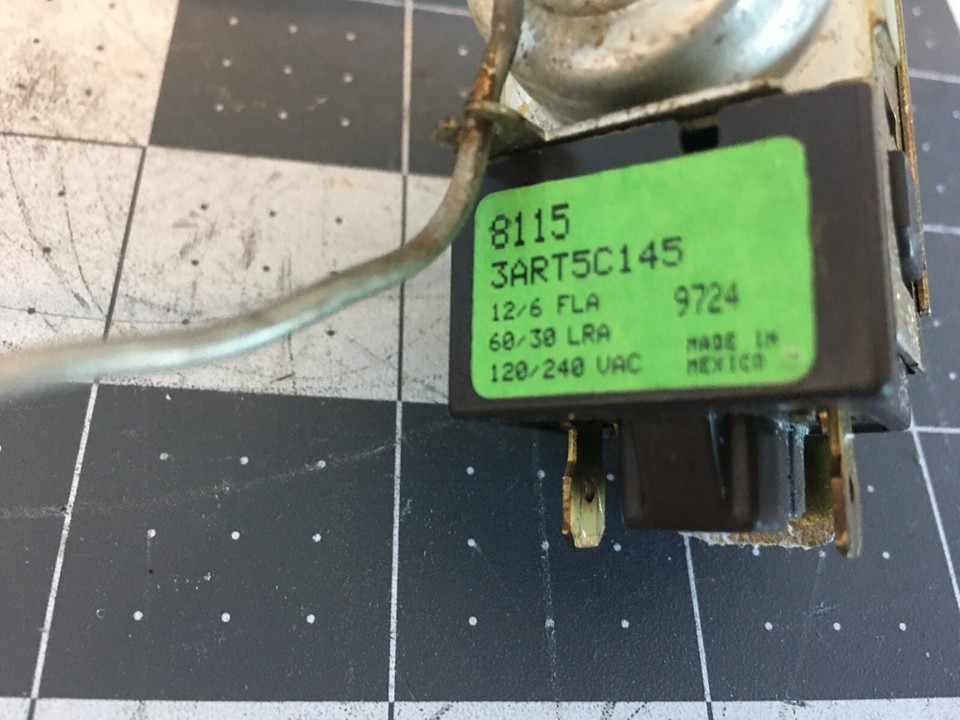 8115
3ART5C145
12/6 FLA 9724
60/30 LRA MADE IN
120/240 VAC MEXICO